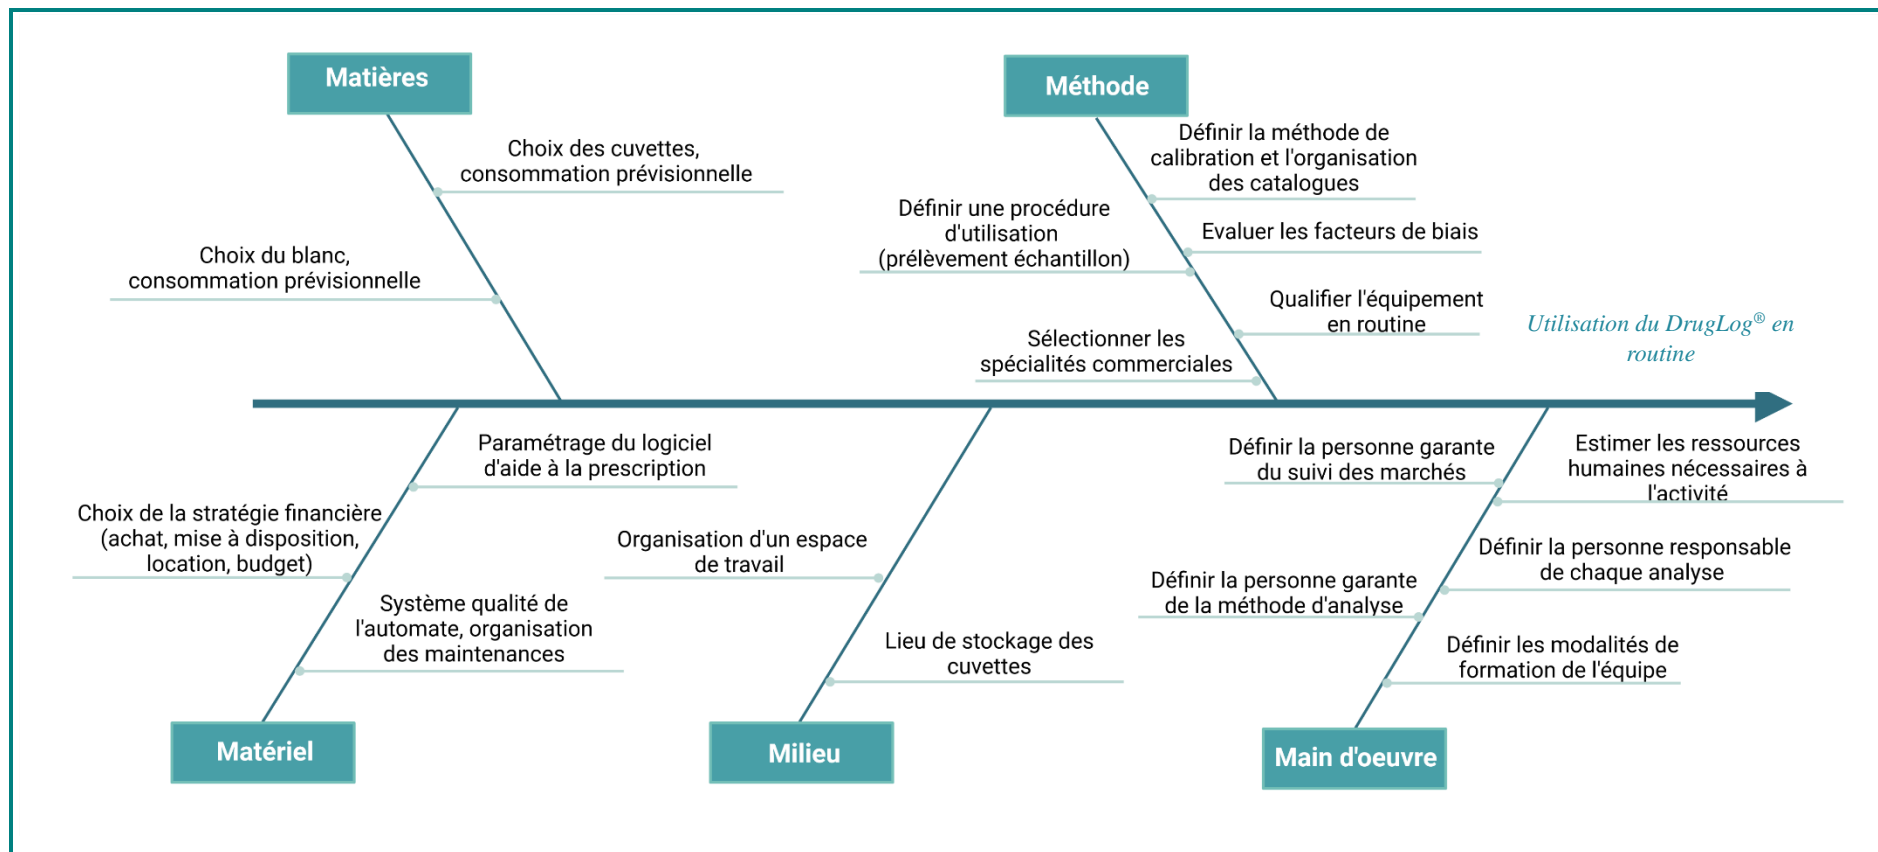 Matières
Choix des cuvettes,
consommation prévisionnelle
Choix du blanc,
consommation prévisionnelle
Méthode
Définir la méthode de
calibration et l'organisation
des catalogues
Définir une procédure
d'utilisation
(prélèvement échantillon)
Evaluer les facteurs de biais
Qualifier l'équipement
en routine
Sélectionner les
spécialités commerciales
Utilisation du DrugLog® en
routine
Paramétrage du logiciel
d'aide à la prescription
Choix de la stratégie financière
(achat, mise à disposition,
location, budget)
Système qualité de
l'automate, organisation
des maintenances
Matériel
Organisation d'un espace
de travail
Lieu de stockage des
cuvettes
Milieu
Définir la personne garante
du suivi des marchés
Estimer les ressources
humaines nécessaires à
l'activité
Définir la personne responsable
de chaque analyse
Définir la personne garante
de la méthode d'analyse
Définir les modalités de
formation de l'équipe
Main d'oeuvre